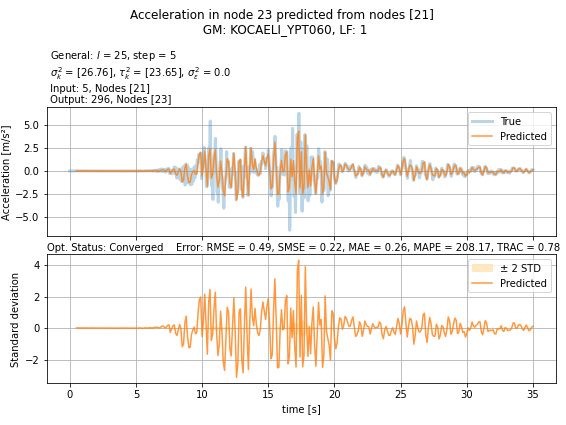 Acceleration in node 23 predicted from nodes [21]
GM: KOCAELI_YPT060, LF: 1
General: l = 25, step = 5
σ²ₖ = [26.76], τ²ₖ = [23.65], σ²ε = 0.0
Input: 5, Nodes [21]
Output: 296, Nodes [23]
Acceleration [m/s²]
5.0
2.5
0.0
−2.5
−5.0
True
Predicted
Opt. Status: Converged Error: RMSE = 0.49, SMSE = 0.22, MAE = 0.26, MAPE = 208.17, TRAC = 0.78
Standard deviation
4
2
0
−2
± 2 STD
Predicted
0 5 10 15 20 25 30 35
time [s]